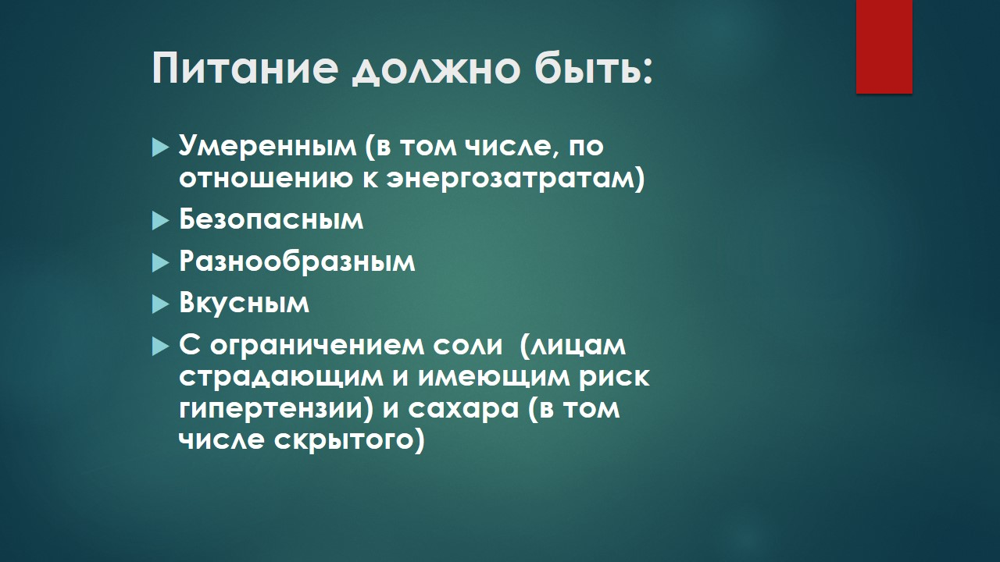 Питание должно быть:
Умеренным (в том числе, по
отношению к энергозатратам)
Безопасным
Разнообразным
Вкусным
С ограничением соли  (лицам
страдающим и имеющим риск
гипертензии) и сахара (в том
числе скрытого)